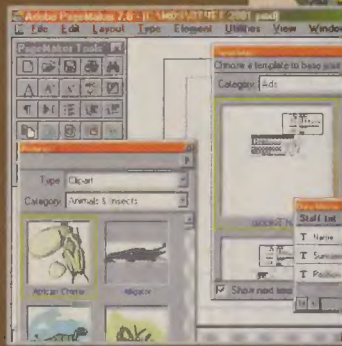 Adobe PageMaker 7.0 - [C:\
File Edit Layout Type Element Utilities View Window
PageMaker Tools
Choose a template to base your
Category: Ads
Type: Clipart
Category: Animals & Insects
African
Alligator
Staff list
T Name
T
T Position
Show next time